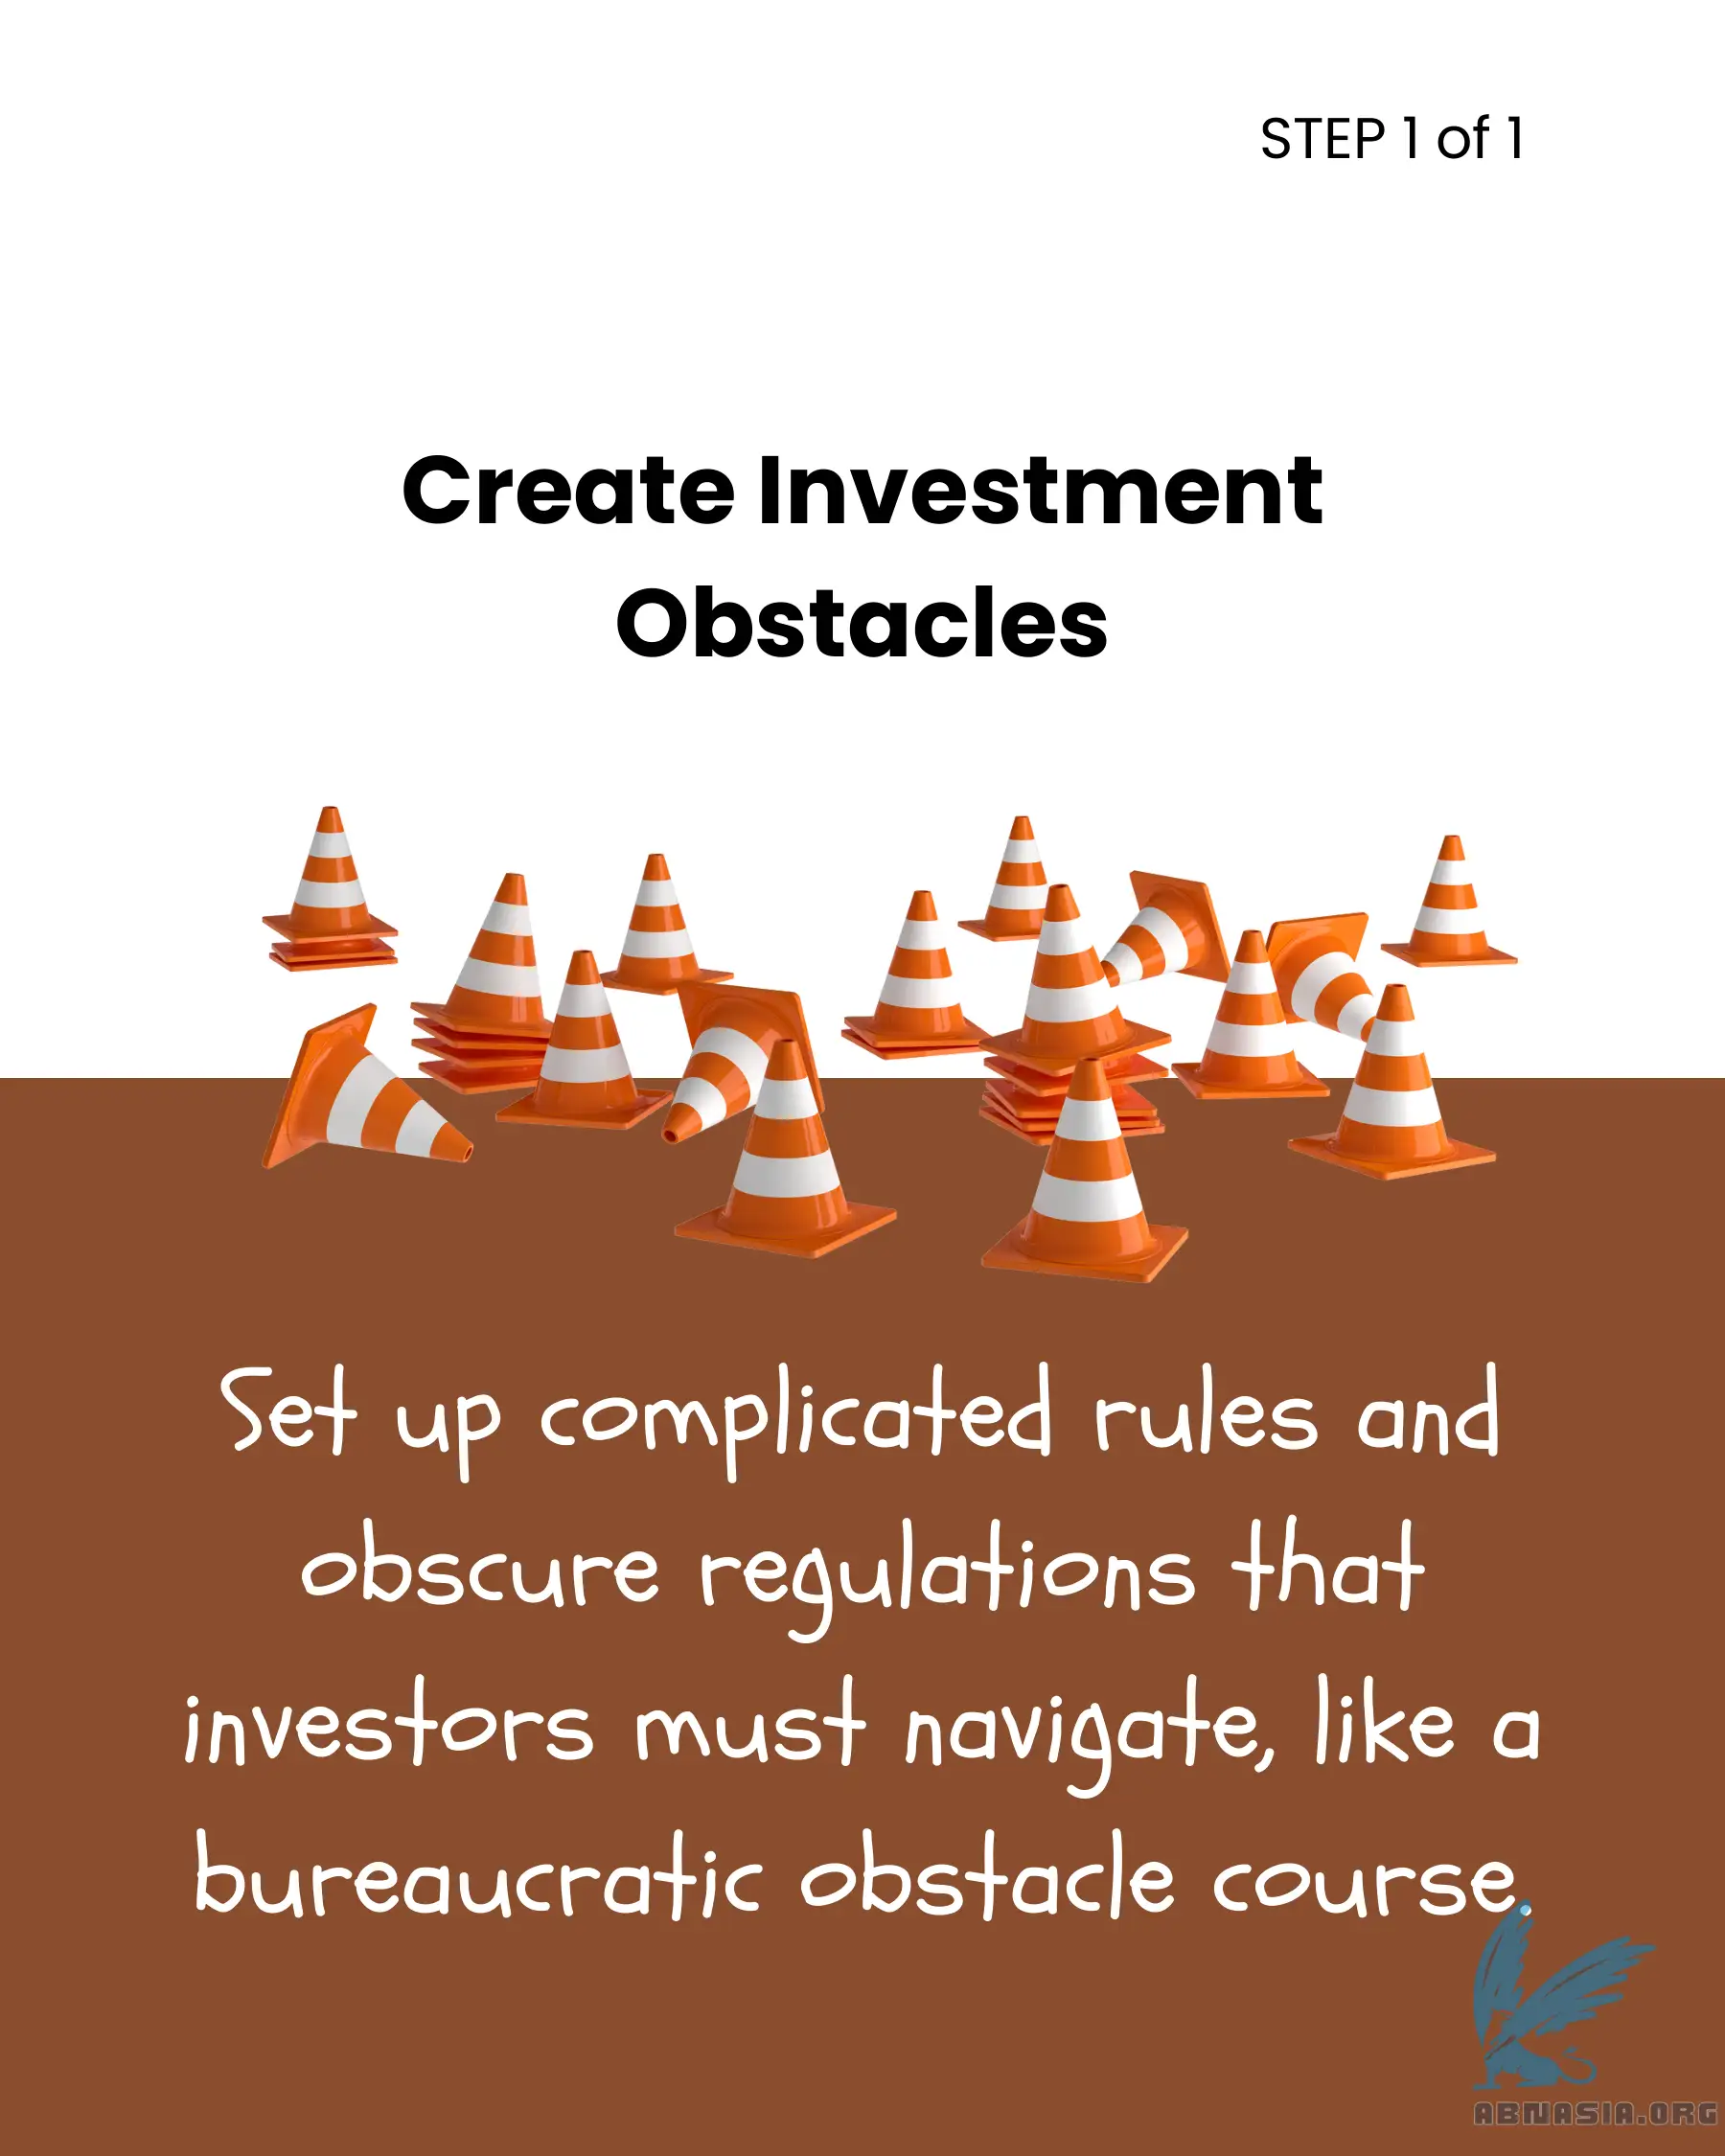 STEP 1 of 1
Create Investment
Obstacles
Set up complicated rules and
obscure regulations that
investors must navigate, like a
bureaucratic obstacle course.
ABNASIA.ORG